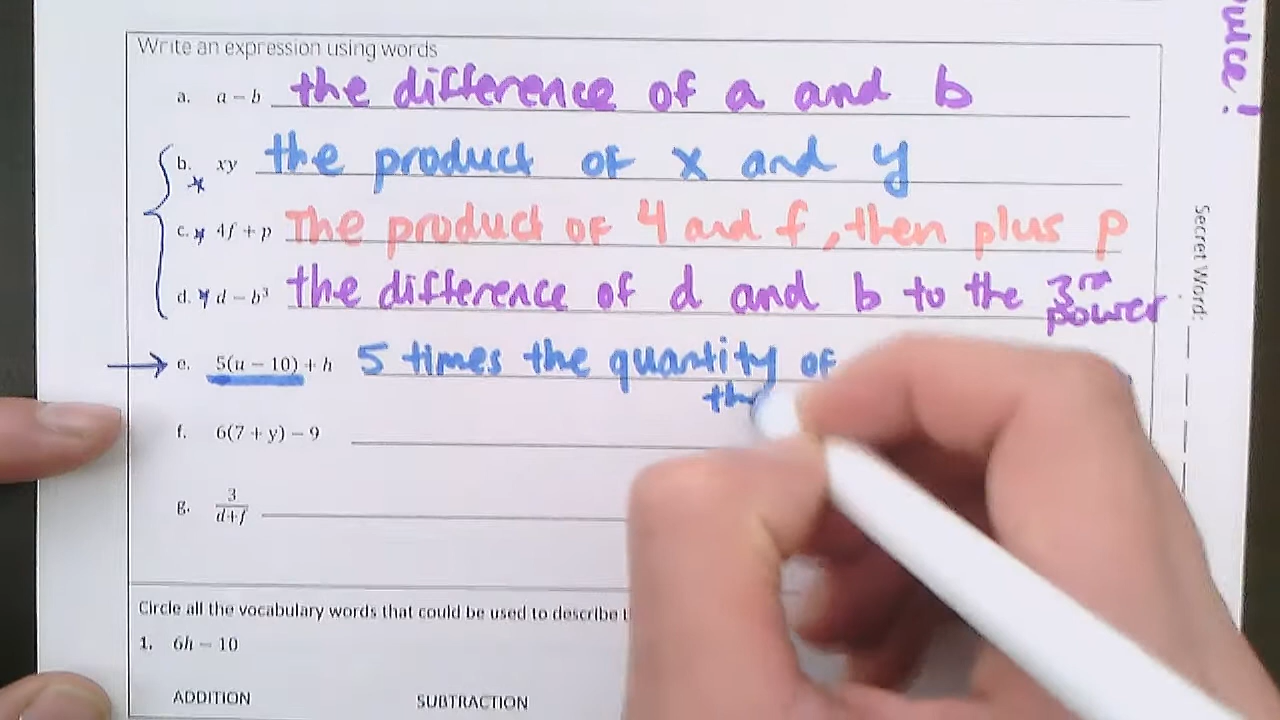 uce!
Write an expression using words
a. a − b the difference of a and b
b. xy the product of x and y
c. 4f + p The product of 4 and f, then plus p
d. d − b³ the difference of d and b to the 3rd power
e. 5(u − 10) + h 5 times the quantity of
th
f. 6(7 + y) − 9
g. 3/(d+f)
Secret Word:
Circle all the vocabulary words that could be used to describe t
1. 6h − 10
ADDITION SUBTRACTION